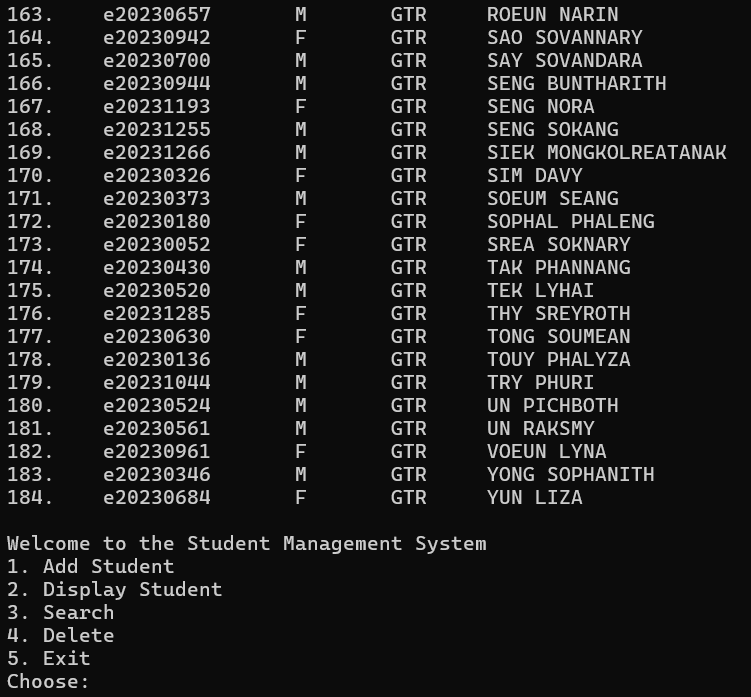 163.    e20230657       M       GTR     ROEUN NARIN
164.    e20230942       F       GTR     SAO SOVANNARY
165.    e20230700       M       GTR     SAY SOVANDARA
166.    e20230944       M       GTR     SENG BUNTHARITH
167.    e20231193       F       GTR     SENG NORA
168.    e20231255       M       GTR     SENG SOKANG
169.    e20231266       M       GTR     SIEK MONGKOLREATANAK
170.    e20230326       F       GTR     SIM DAVY
171.    e20230373       M       GTR     SOEUM SEANG
172.    e20230180       F       GTR     SOPHAL PHALENG
173.    e20230052       F       GTR     SREA SOKNARY
174.    e20230430       M       GTR     TAK PHANNANG
175.    e20230520       M       GTR     TEK LYHAI
176.    e20231285       F       GTR     THY SREYROTH
177.    e20230630       F       GTR     TONG SOUMEAN
178.    e20230136       M       GTR     TOUY PHALYZA
179.    e20231044       M       GTR     TRY PHURI
180.    e20230524       M       GTR     UN PICHBOTH
181.    e20230561       M       GTR     UN RAKSMY
182.    e20230961       F       GTR     VOEUN LYNA
183.    e20230346       M       GTR     YONG SOPHANITH
184.    e20230684       F       GTR     YUN LIZA
Welcome to the Student Management System
1. Add Student
2. Display Student
3. Search
4. Delete
5. Exit
Choose: